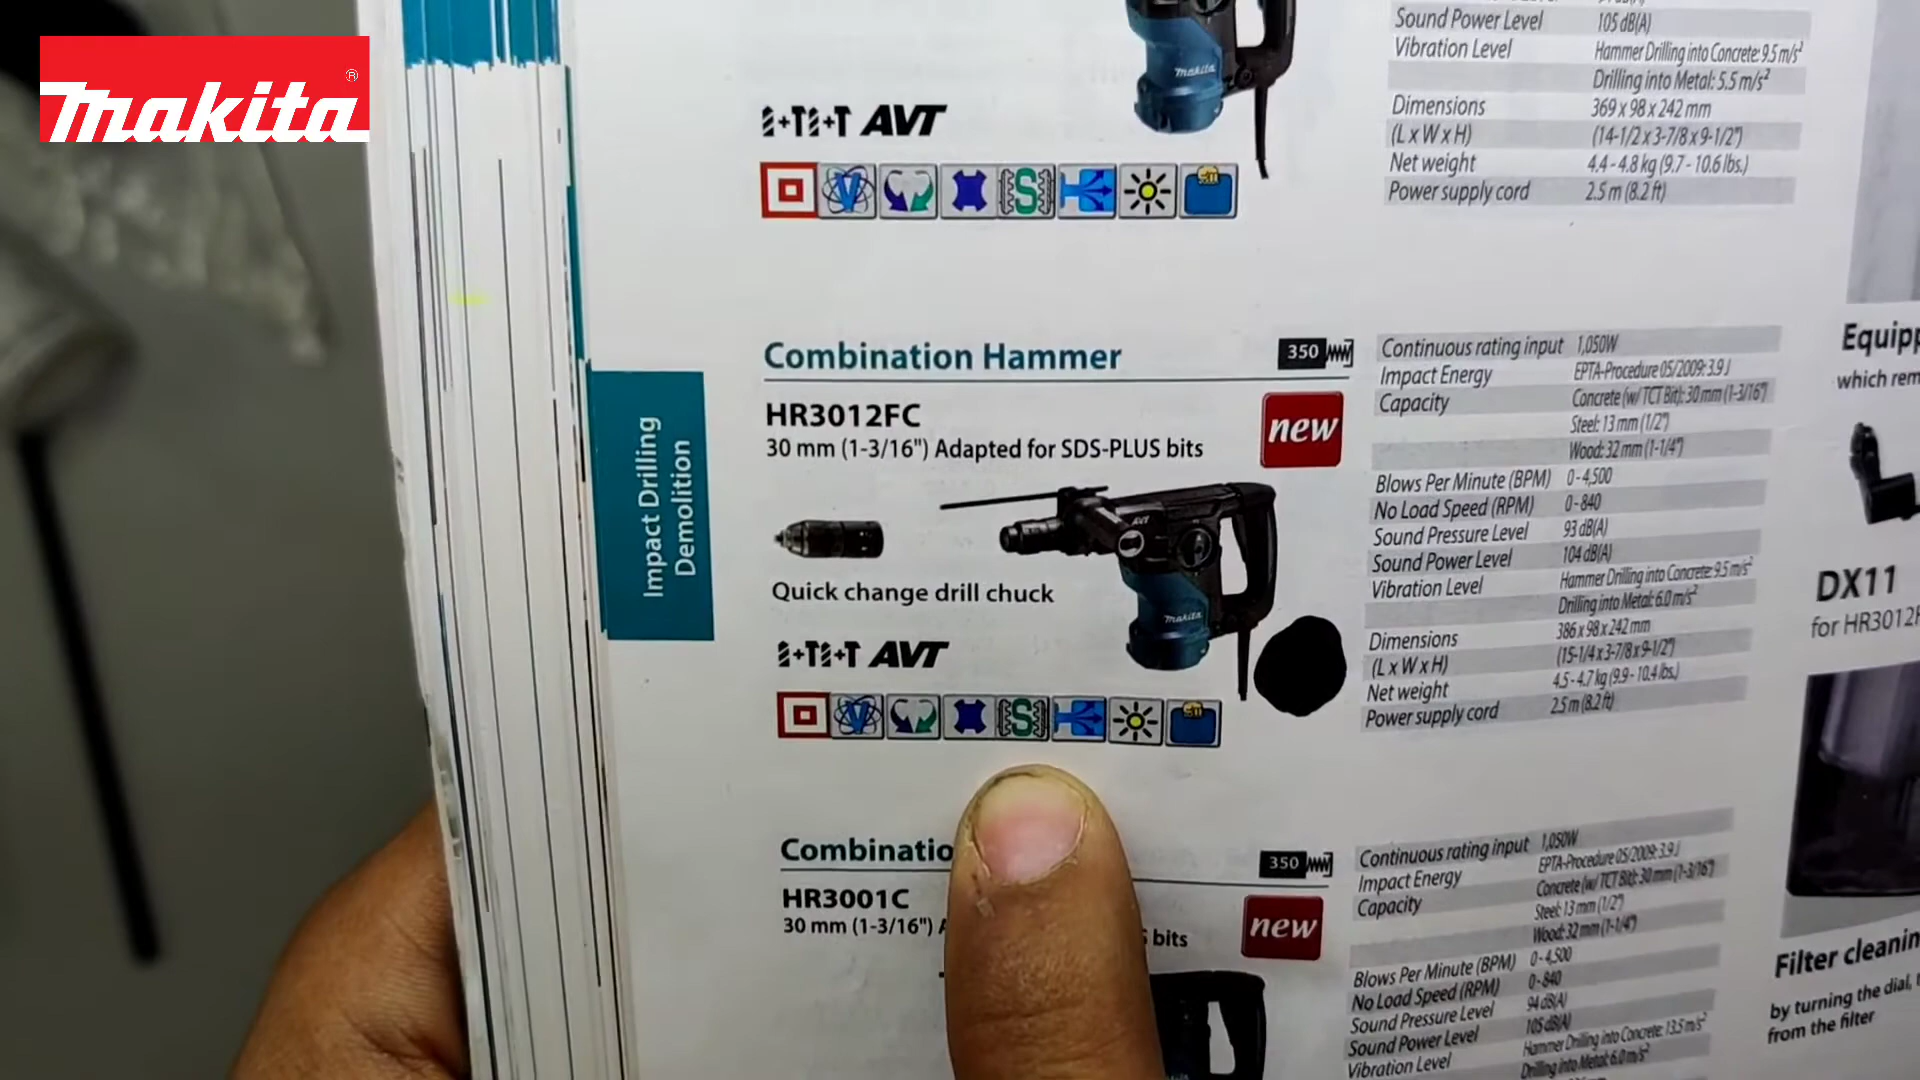 makita
Sound Power Level 105 dB(A)
Vibration Level Hammer Drilling into Concrete: 9.5 m/s²
Drilling into Metal: 5.5 m/s²
Dimensions 369 x 98 x 242 mm
(L x W x H) (14-1/2 x 3-7/8 x 9-1/2")
Net weight 4.4 - 4.8 kg (9.7 - 10.6 lbs.)
Power supply cord 2.5 m (8.2 ft)
makita
AVT
Impact Drilling
Demolition
Combination Hammer
350
HR3012FC
new
30 mm (1-3/16") Adapted for SDS-PLUS bits
AVT
makita
Quick change drill chuck
AVT
Continuous rating input 1,050W
Impact Energy EPTA-Procedure 05/2009: 3.9 J
Capacity Concrete (w/ TCT Bit): 30 mm (1-3/16")
Steel: 13 mm (1/2")
Wood: 32 mm (1-1/4")
Blows Per Minute (BPM) 0-4,500
No Load Speed (RPM) 0-840
Sound Pressure Level 93 dB(A)
Sound Power Level 104 dB(A)
Vibration Level Hammer Drilling into Concrete: 9.5 m/s²
Drilling into Metal: 6.0 m/s²
Dimensions 386 x 98 x 242 mm
(L x W x H) (15-1/4 x 3-7/8 x 9-1/2")
Net weight 4.5 - 4.7 kg (9.9 - 10.4 lbs.)
Power supply cord 2.5 m (8.2 ft)
350
HR3001C
new
30 mm (1-3/16")
bits
Continuous rating input 1,050W
Impact Energy EPTA-Procedure 05/2009: 3.9 J
Capacity Concrete (w/ TCT Bit): 30 mm (1-3/16")
Steel: 13 mm (1/2")
Wood: 32 mm (1-1/4")
Blows Per Minute (BPM) 0-4,500
No Load Speed (RPM) 0-840
Sound Pressure Level 94 dB(A)
Sound Power Level 105 dB(A)
Vibration Level Hammer Drilling into Concrete: 13.5 m/s²
Drilling into Metal: 6.0 m/s²
which
DX11
for
Filter
by turning the dial,
from the filter